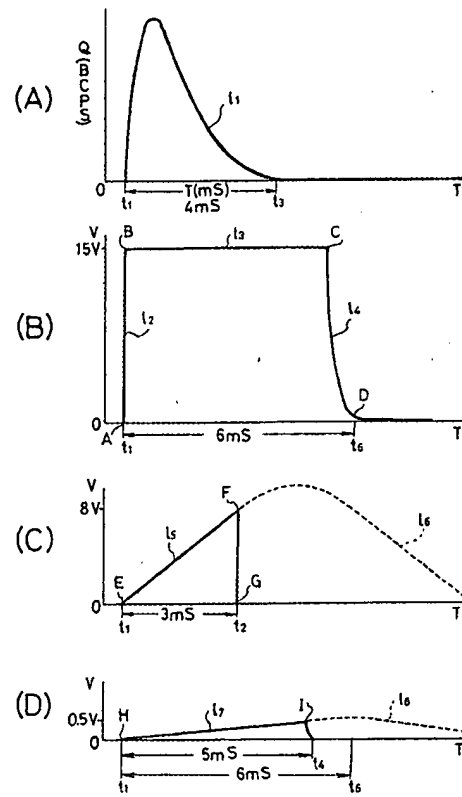 (A)
Q(BCPS)
l1
0
t1
T(mS)
4mS
t3
T
(B)
V
15V
B
l3
C
l2
l4
D
0
A
t1
6mS
t6
T
(C)
V
8V
F
l5
l6
E
G
0
t1
3mS
t2
T
(D)
V
0.5V
H
l7
I
l8
0
5mS
t4
T
t1
6mS
t6